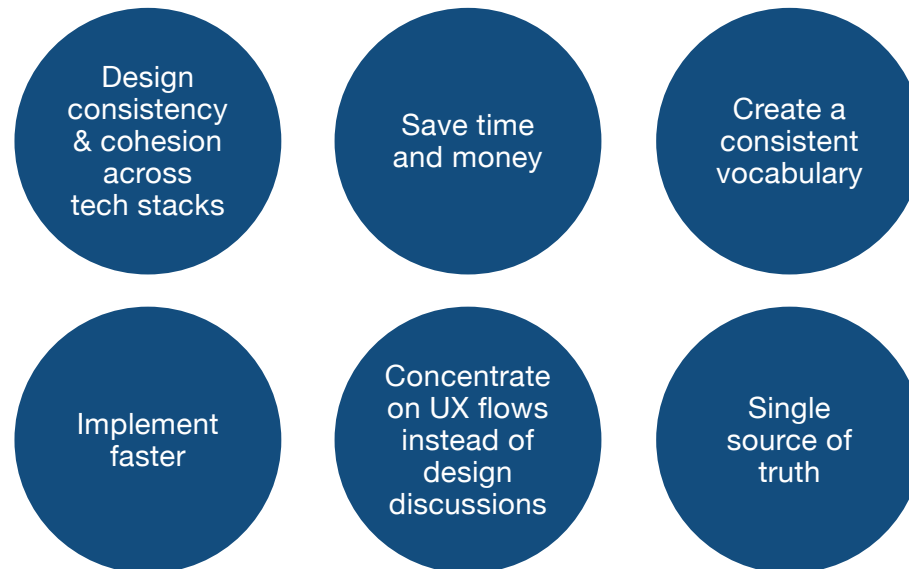 Design
consistency
& cohesion
across
tech stacks
Save time
and money
Create a
consistent
vocabulary
Implement
faster
Concentrate
on UX flows
instead of
design
discussions
Single
source of
truth